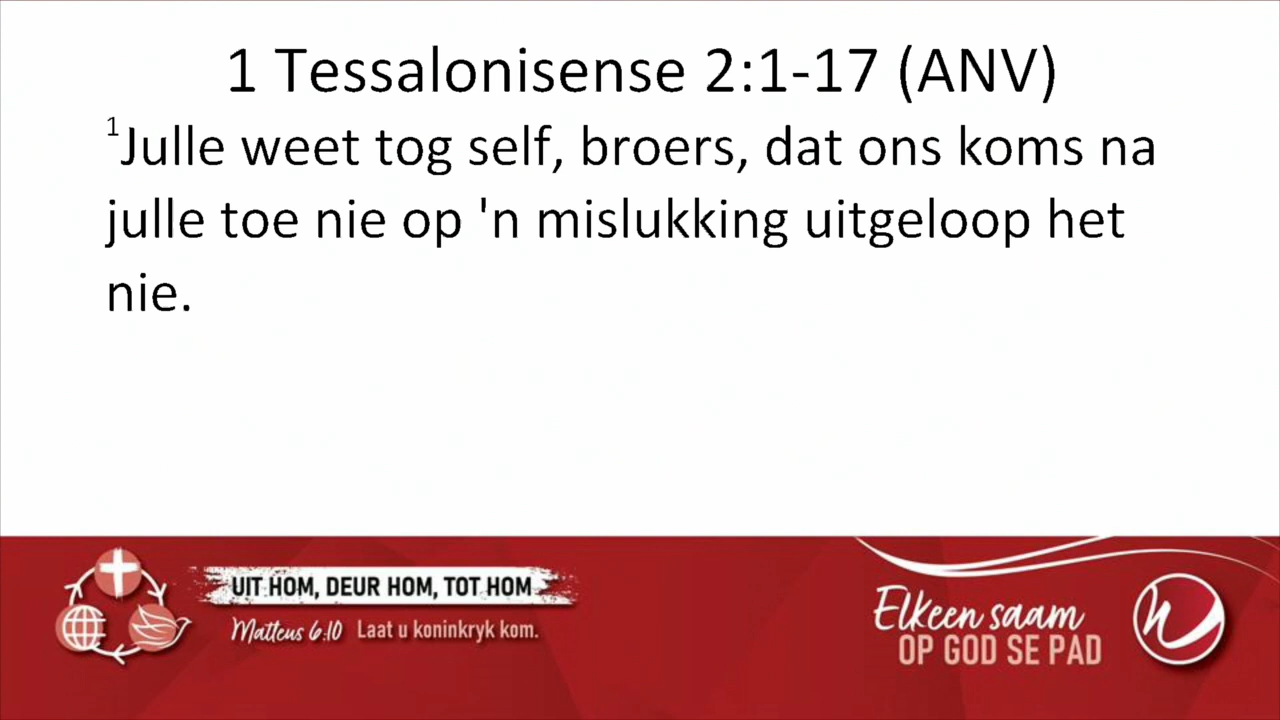 1 Tessalonisense 2:1-17 (ANV)
1Julle weet tog self, broers, dat ons koms na
julle toe nie op 'n mislukking uitgeloop het
nie.
UIT HOM, DEUR HOM, TOT HOM
Matteus 6:10 Laat u koninkryk kom.
Elkeen saam
OP GOD SE PAD